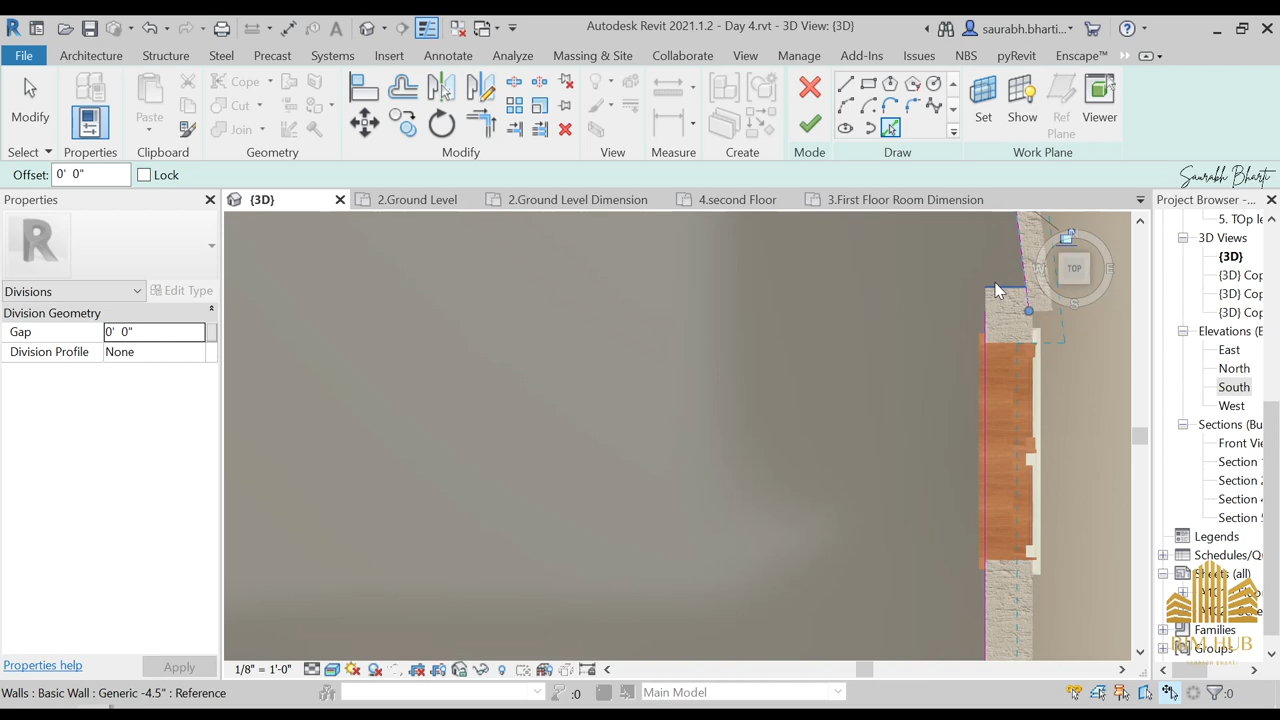 Autodesk Revit 2021.1.2 - Day 4.rvt - 3D View: {3D}
saurabh.bharti...
File Architecture Structure Steel Precast Systems Insert Annotate Analyze Massing & Site Collaborate View Manage Add-Ins Issues NBS pyRevit Enscape™
Modify Paste Cope Cut Join Set Show Ref Plane Viewer
Select Properties Clipboard Geometry Modify View Measure Create Mode Draw Work Plane
Offset: 0' 0" Lock
Saurabh Bharti
Properties {3D} 2.Ground Level 2.Ground Level Dimension 4.second Floor 3.First Floor Room Dimension Project Browser - ...
5. TOp le
3D Views
{3D}
{3D} Cop
{3D} Cop
{3D} Cop
W TOP E
S
Divisions Edit Type
Division Geometry
Gap 0' 0"
Division Profile None
Elevations (B
East
North
South
West
Sections (Bu
Front Vie
Section 1
Section 2
Section 4
Section 5
Legends
Schedules/Q
Sheets (all)
Families
Groups
BIM HUB
SAURABH BHARTI
Properties help Apply
1/8" = 1'-0"
Walls : Basic Wall : Generic -4.5" : Reference :0 Main Model :0